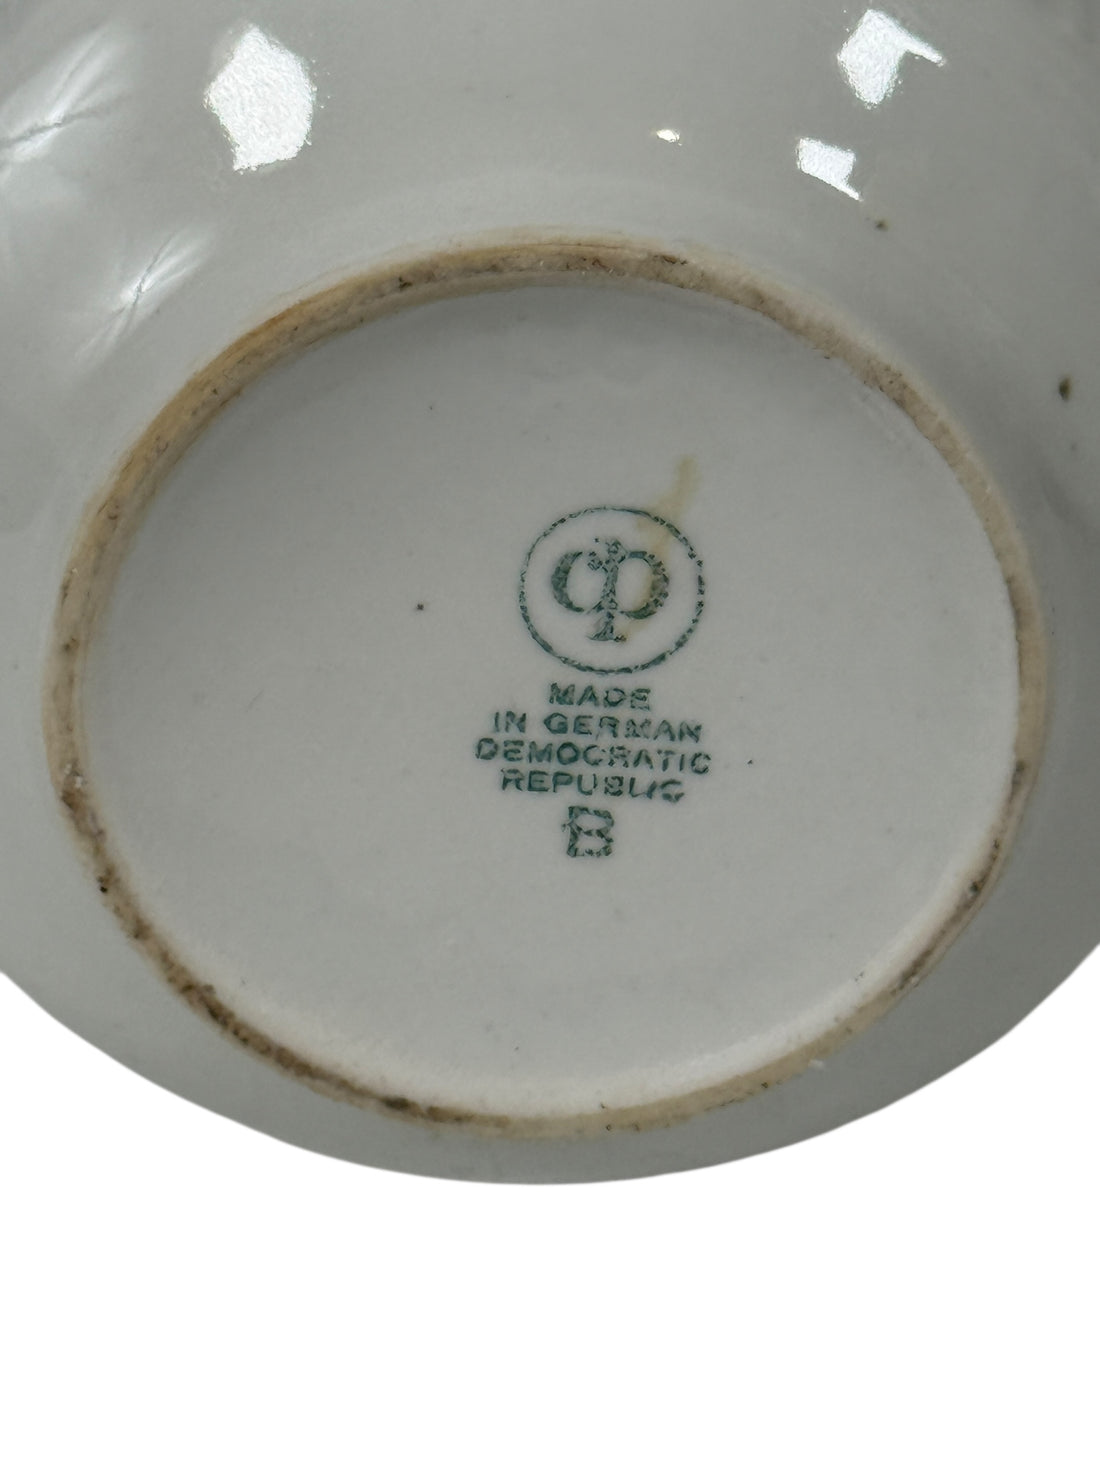 MADE
IN GERMAN
DEMOCRATIC
REPUBLIC
B